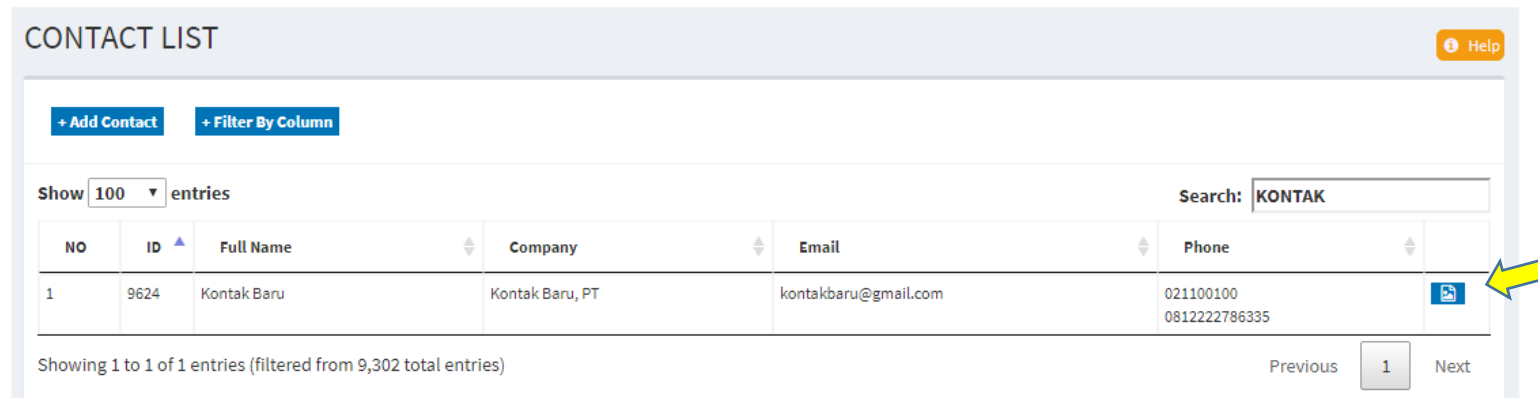 CONTACT LIST
Help
+ Add Contact + Filter By Column
Show 100 entries Search: KONTAK
NO ID Full Name Company Email Phone
1 9624 Kontak Baru Kontak Baru, PT kontakbaru@gmail.com 021100100
0812222786335
Showing 1 to 1 of 1 entries (filtered from 9,302 total entries) Previous 1 Next